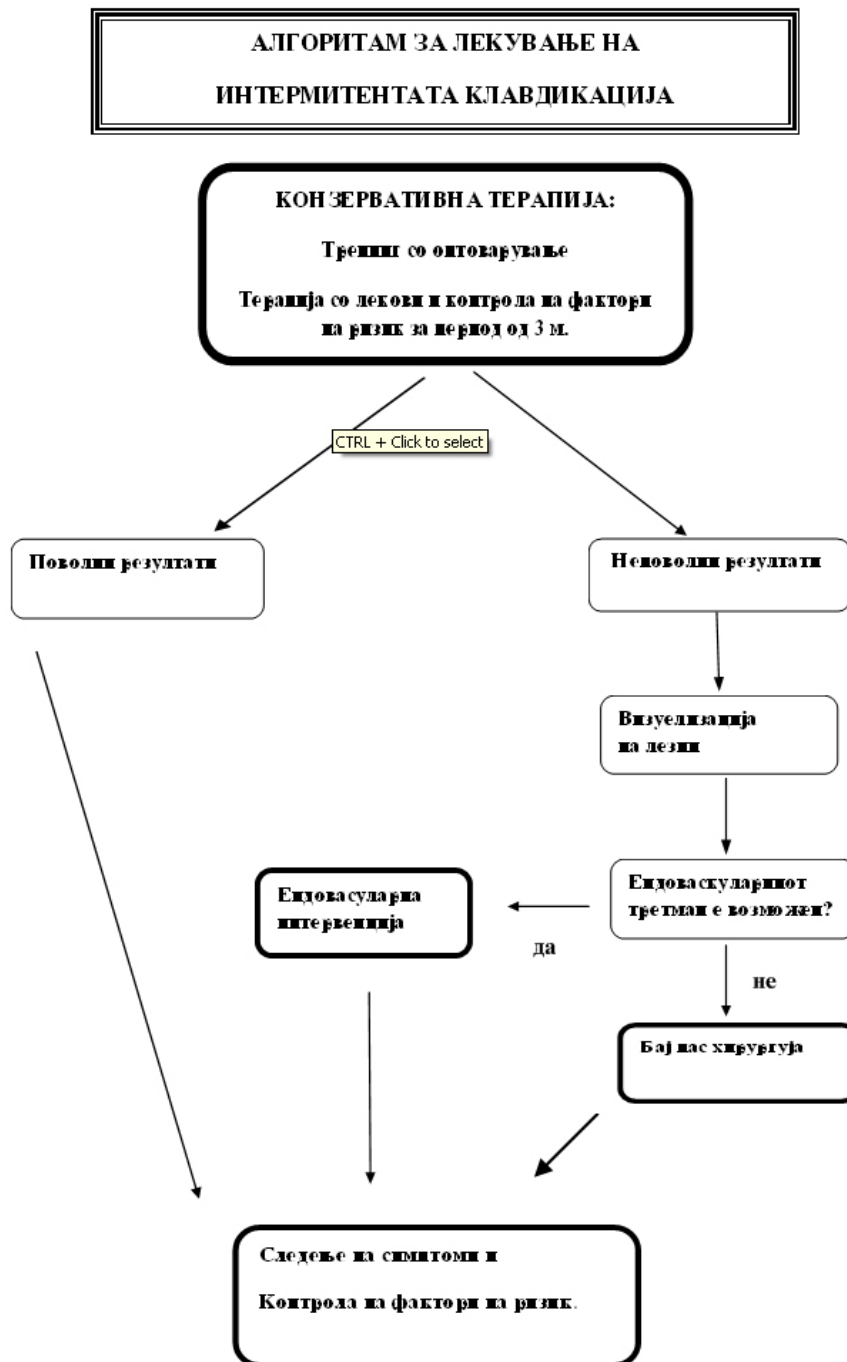 АЛГОРИТАМ ЗА ЛЕКУВАЊЕ НА
ИНТЕРМИТЕНТАТА КЛАВДИКАЦИЈА
КОНЗЕРВАТИВНА ТЕРАПИЈА:
Тренинг со оптоварување
Терапија со лекови и контрола на фактори
на ризик за период од 3 м.
CTRL + Click to select
Поволни резултати
Неповолни резултати
Визуелизација
на лезии
Ендоваскуларниот
третман е возможен?
Ендовасуларна
интервенција
да
не
Бај пас хирургуја
Следење на симптоми и
Контрола на фактори на ризик.